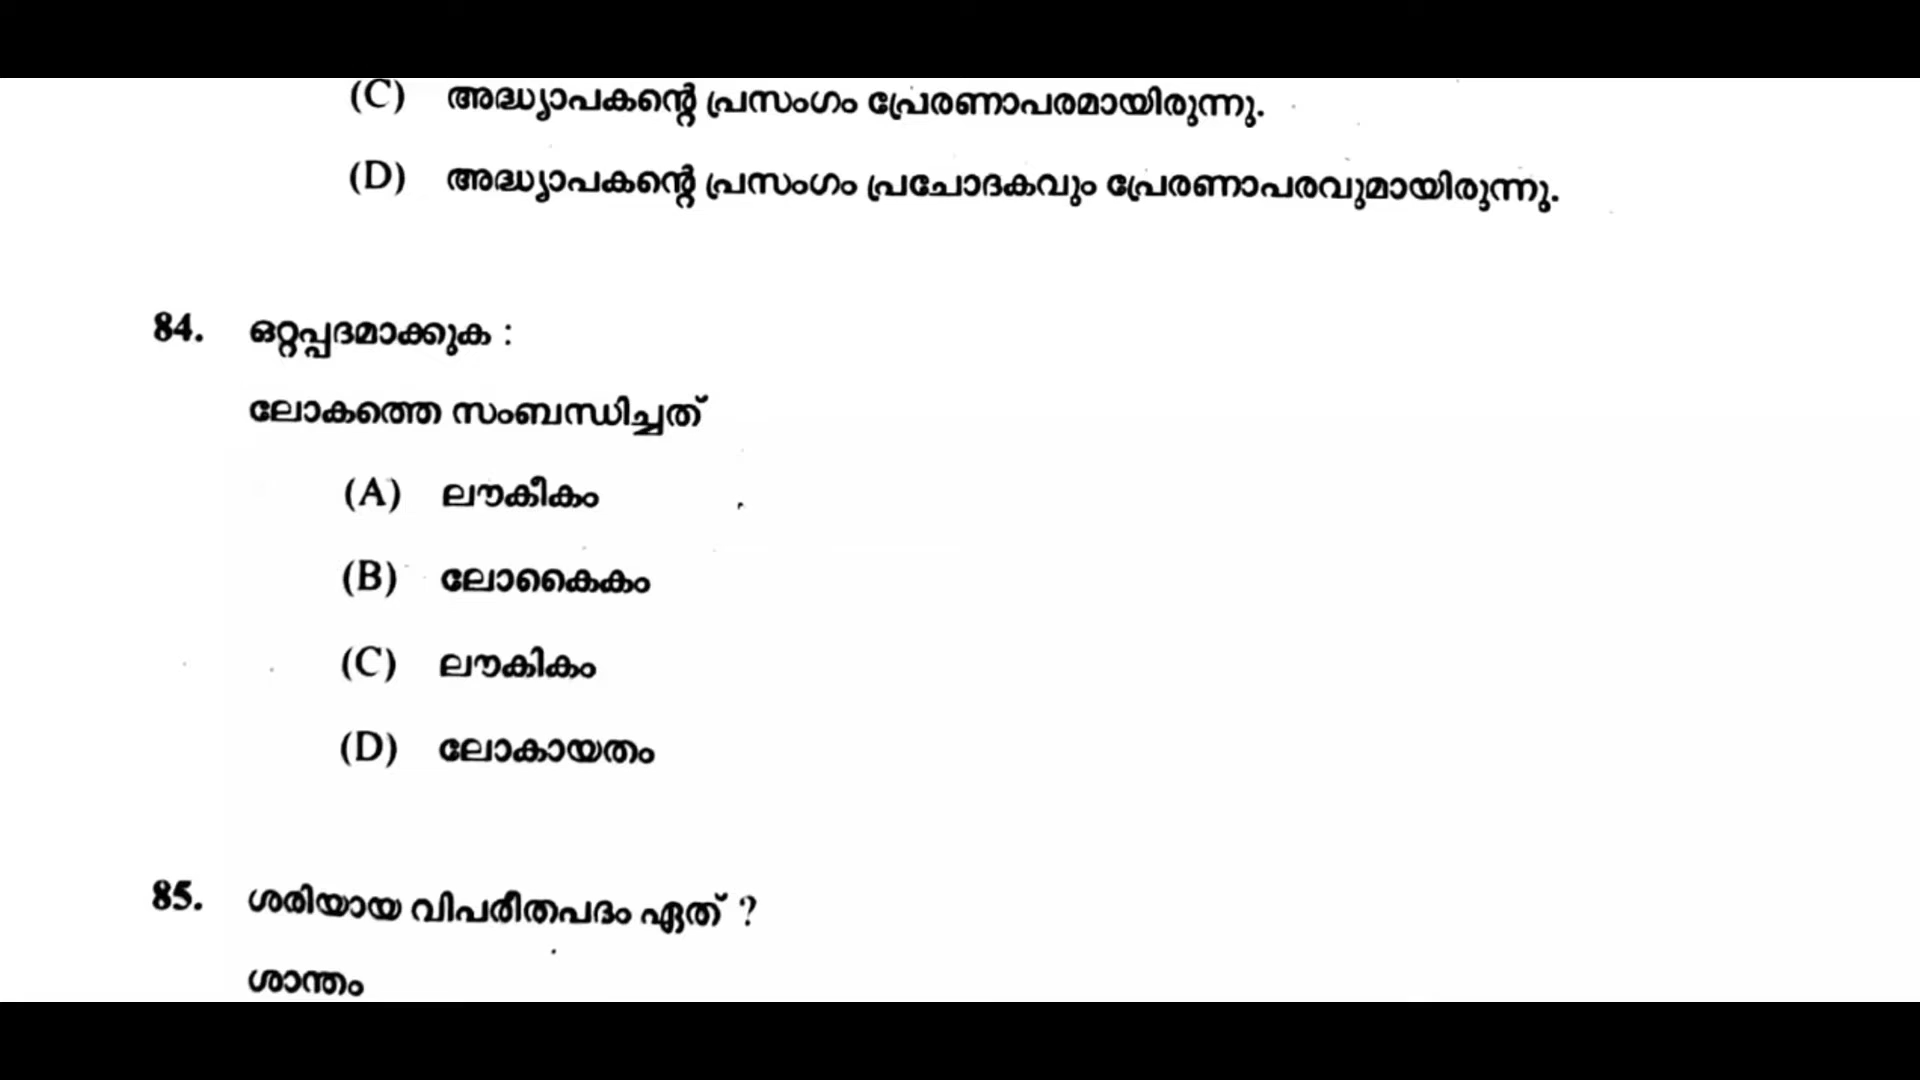 (C) അദ്ധ്യാപകന്റെ പ്രസംഗം പ്രേരണാപരമായിരുന്നു.
(D) അദ്ധ്യാപകന്റെ പ്രസംഗം പ്രചോദകവും പ്രേരണാപരവുമായിരുന്നു.
84. ഒറ്റപ്പദമാക്കുക :
ലോകത്തെ സംബന്ധിച്ചത്
(A) ലൗകീകം
(B) ലോകൈകം
(C) ലൗകികം
(D) ലോകായതം
85. ശരിയായ വിപരീതപദം ഏത് ?
ശാന്തം